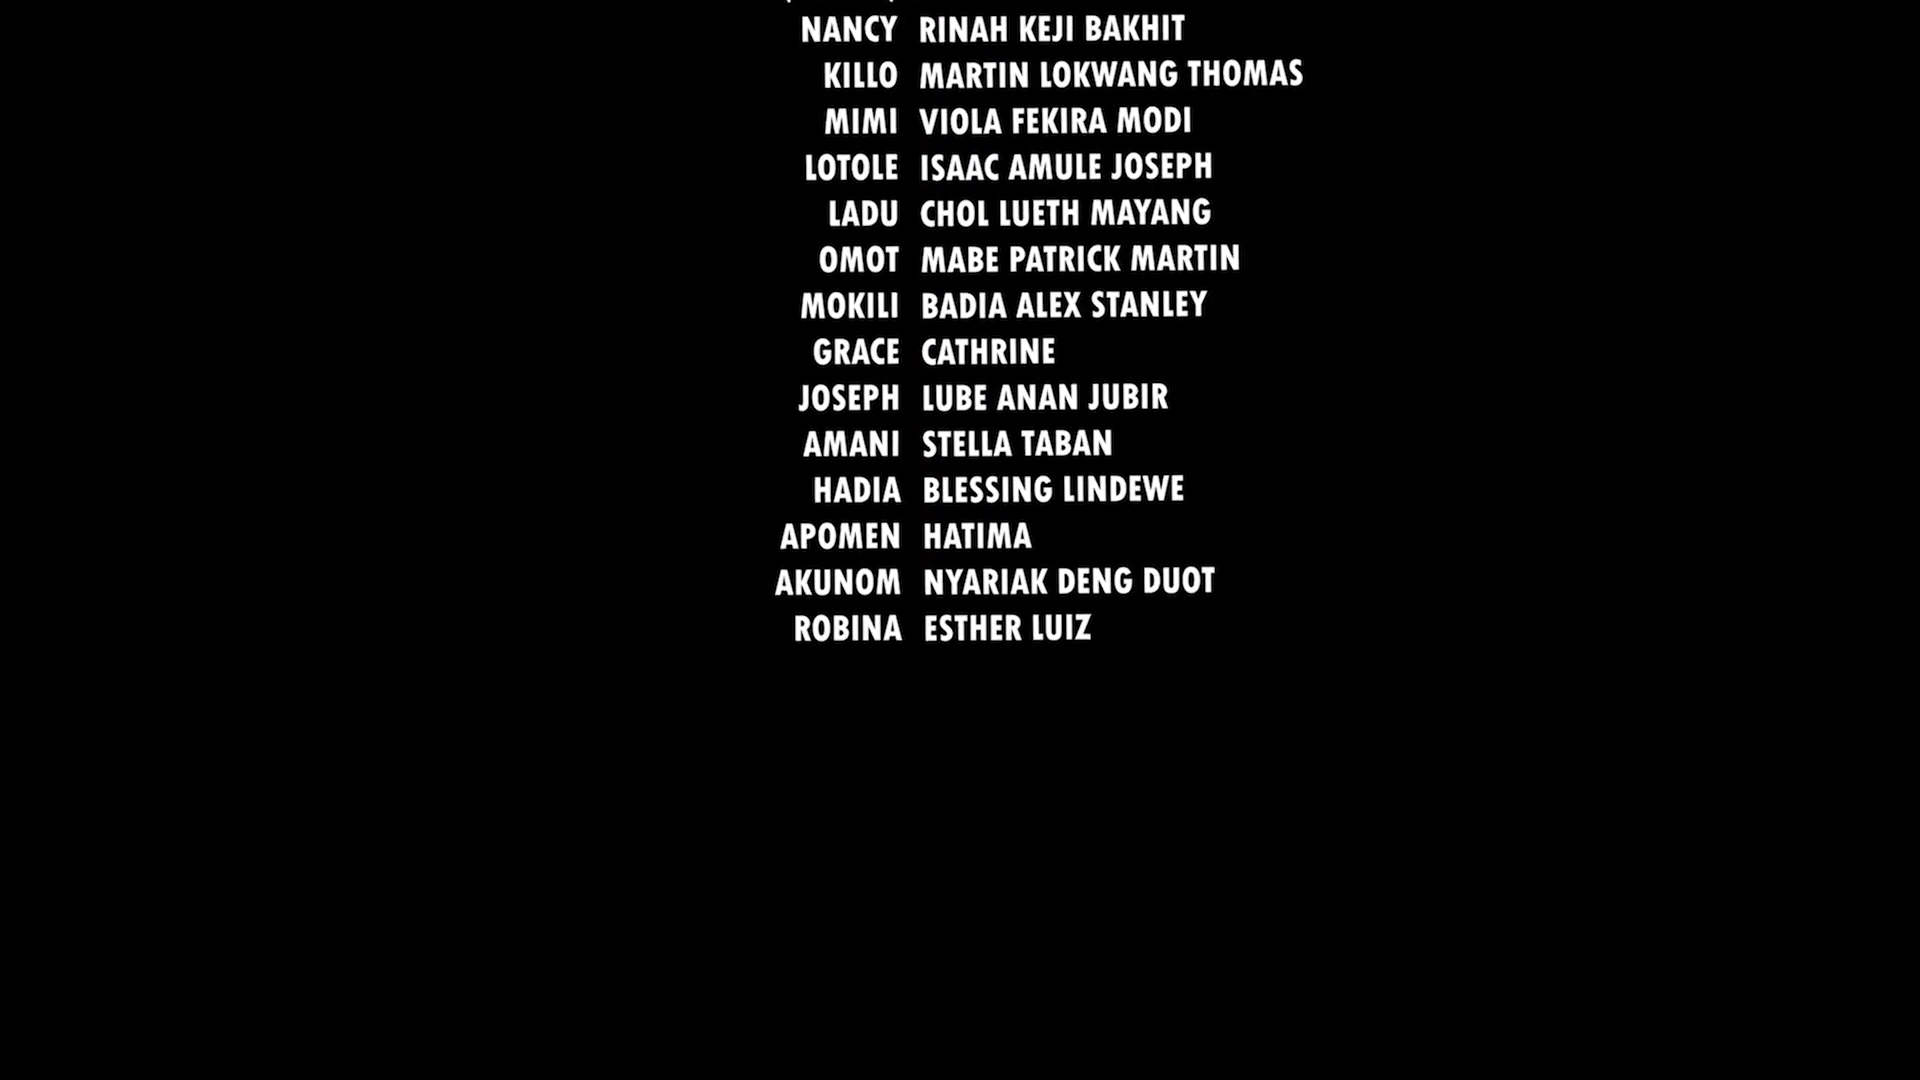 NANCY RINAH KEJI BAKHIT
KILLO MARTIN LOKWANG THOMAS
MIMI VIOLA FEKIRA MODI
LOTOLE ISAAC AMULE JOSEPH
LADU CHOL LUETH MAYANG
OMOT MABE PATRICK MARTIN
MOKILI BADIA ALEX STANLEY
GRACE CATHRINE
JOSEPH LUBE ANAN JUBIR
AMANI STELLA TABAN
HADIA BLESSING LINDEWE
APOMEN HATIMA
AKUNOM NYARIAK DENG DUOT
ROBINA ESTHER LUIZ